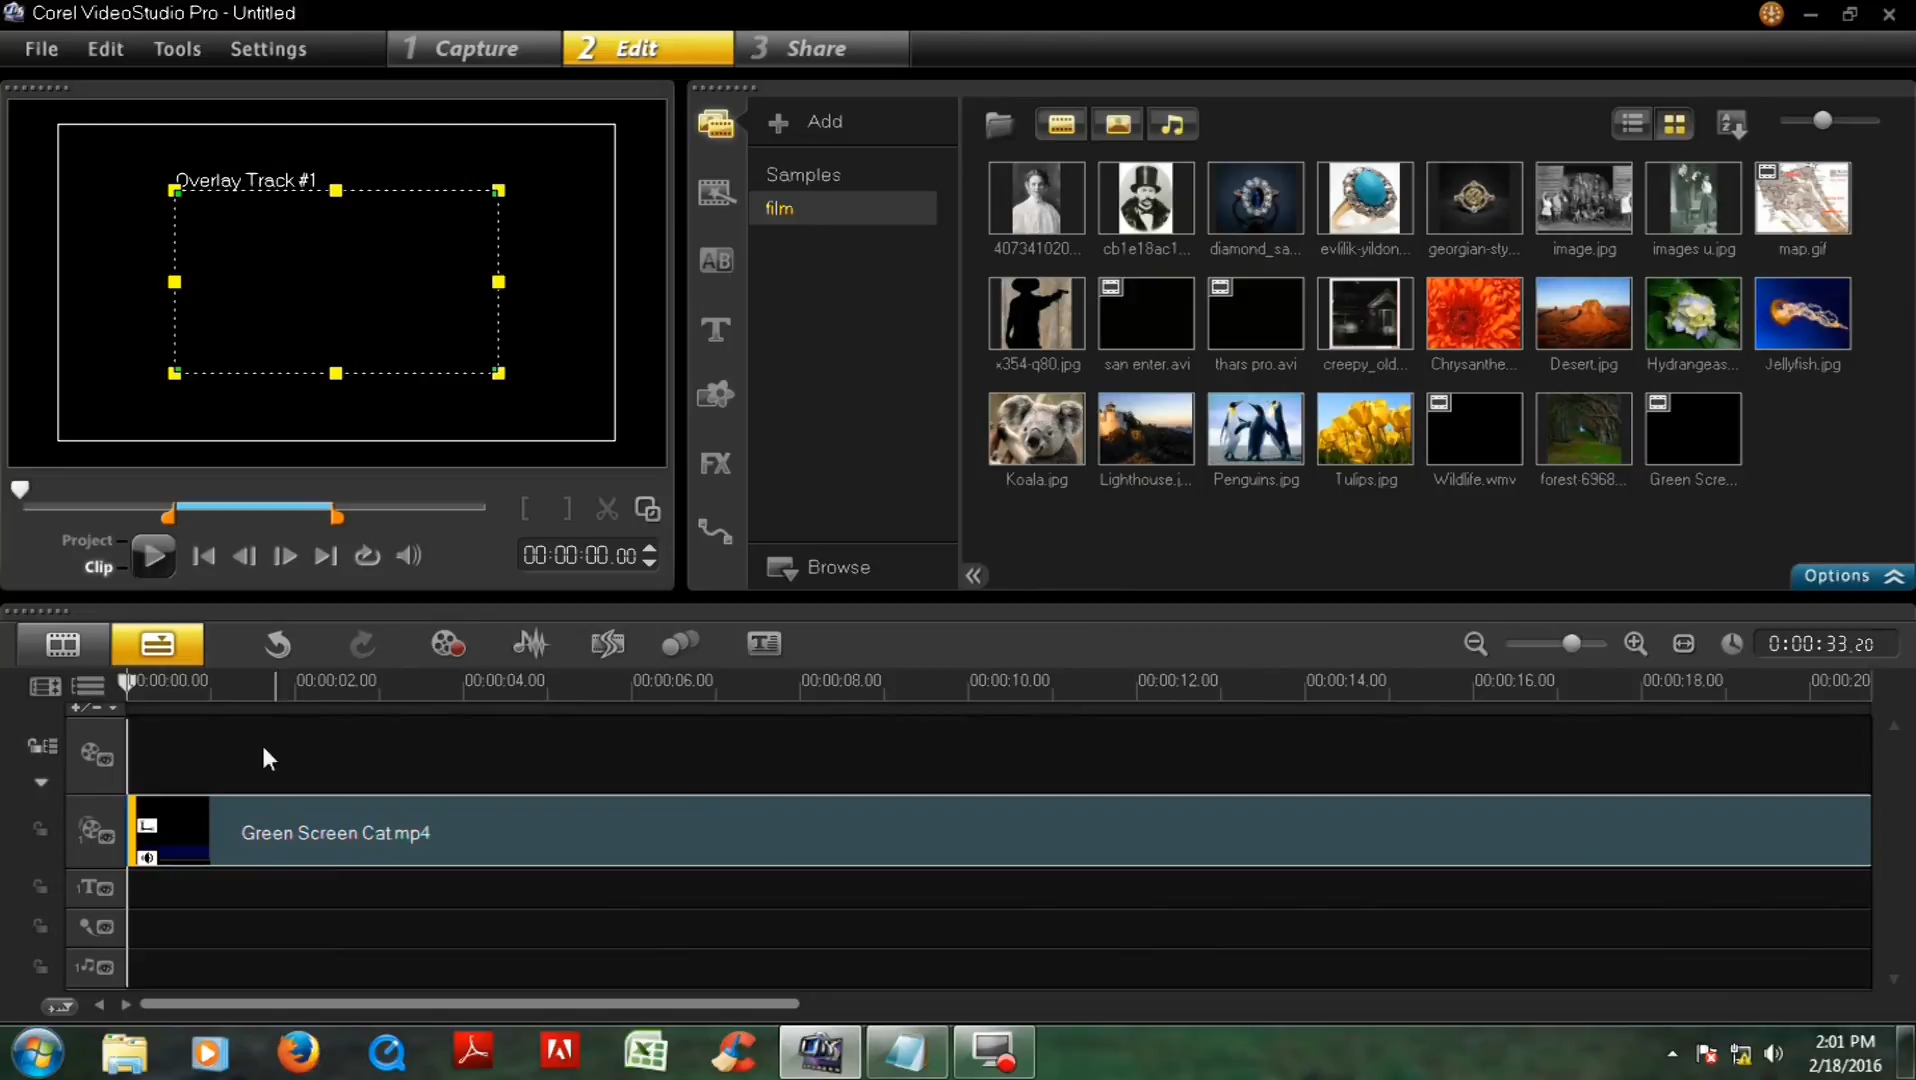 Corel VideoStudio Pro - Untitled
File Edit Tools Settings 1 Capture 2 Edit 3 Share
Overlay Track #1
Add
Samples
film
407341020... cb1e18ac1... diamond_sa... evlilik-yildon... georgian-sty... image.jpg images u.jpg map.gif
x354-q80.jpg san enter.avi thars pro.avi creepy_old... Chrysanthe... Desert.jpg Hydrangeas... Jellyfish.jpg
Koala.jpg Lighthouse.j... Penguins.jpg Tulips.jpg Wildlife.wmv forest-6968... Green Scre...
AB
T
FX
Project
Clip
[ ]
00:00:00.00
Browse
Options
0:00:33.20
00:00:00.00 00:00:02.00 00:00:04.00 00:00:06.00 00:00:08.00 00:00:10.00 00:00:12.00 00:00:14.00 00:00:16.00 00:00:18.00 00:00:20
Green Screen Cat.mp4
2:01 PM
2/18/2016